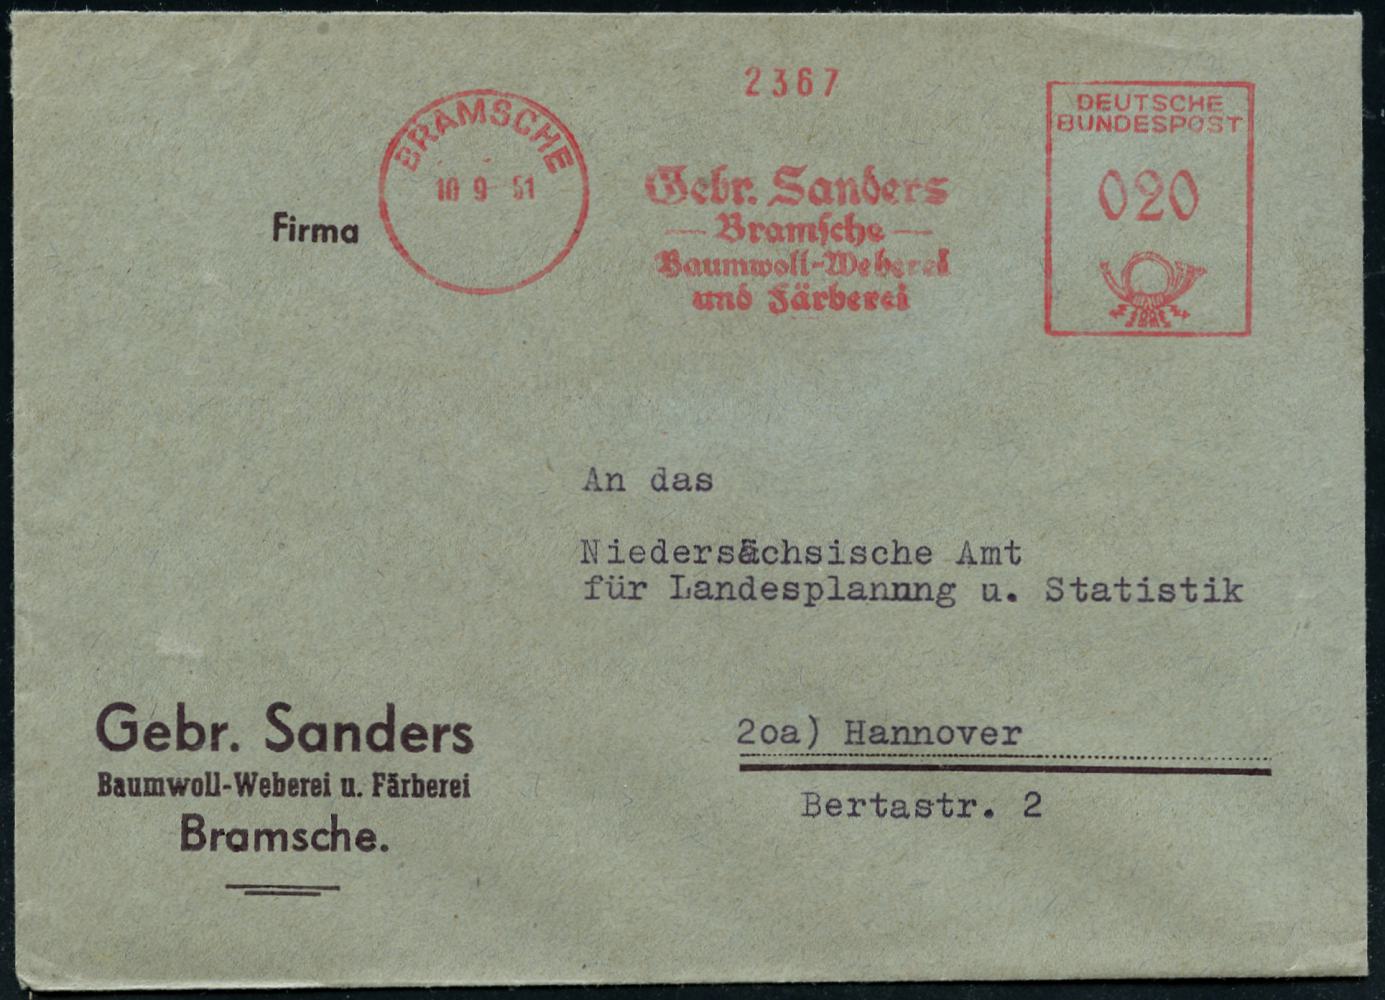 2367
BRAMSCHE
10 9 51
Gebr. Sanders
— Bramsche —
Baumwoll-Weberei
und Färberei
DEUTSCHE
BUNDESPOST
020
Firma
An das
Niedersächsische Amt
für Landesplannng u. Statistik
2oa) Hannover
Bertastr. 2
Gebr. Sanders
Baumwoll-Weberei u. Färberei
Bramsche.